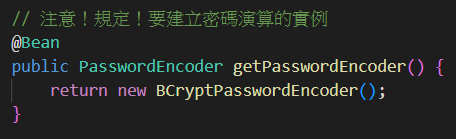 // 注意！規定！要建立密碼演算的實例
@Bean
public PasswordEncoder getPasswordEncoder() {
    return new BCryptPasswordEncoder();
}